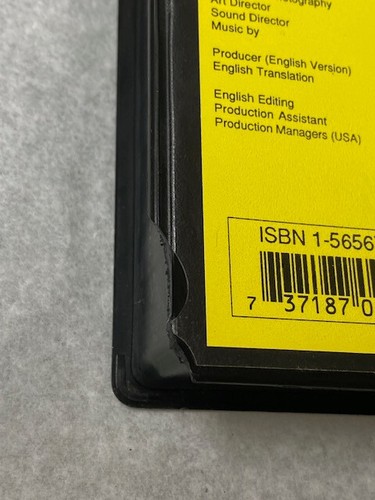 Art Director
Sound Director
Music by
Producer (English Version)
English Translation
English Editing
Production Assistant
Production Managers (USA)
ISBN 1-5656
7 37187 0